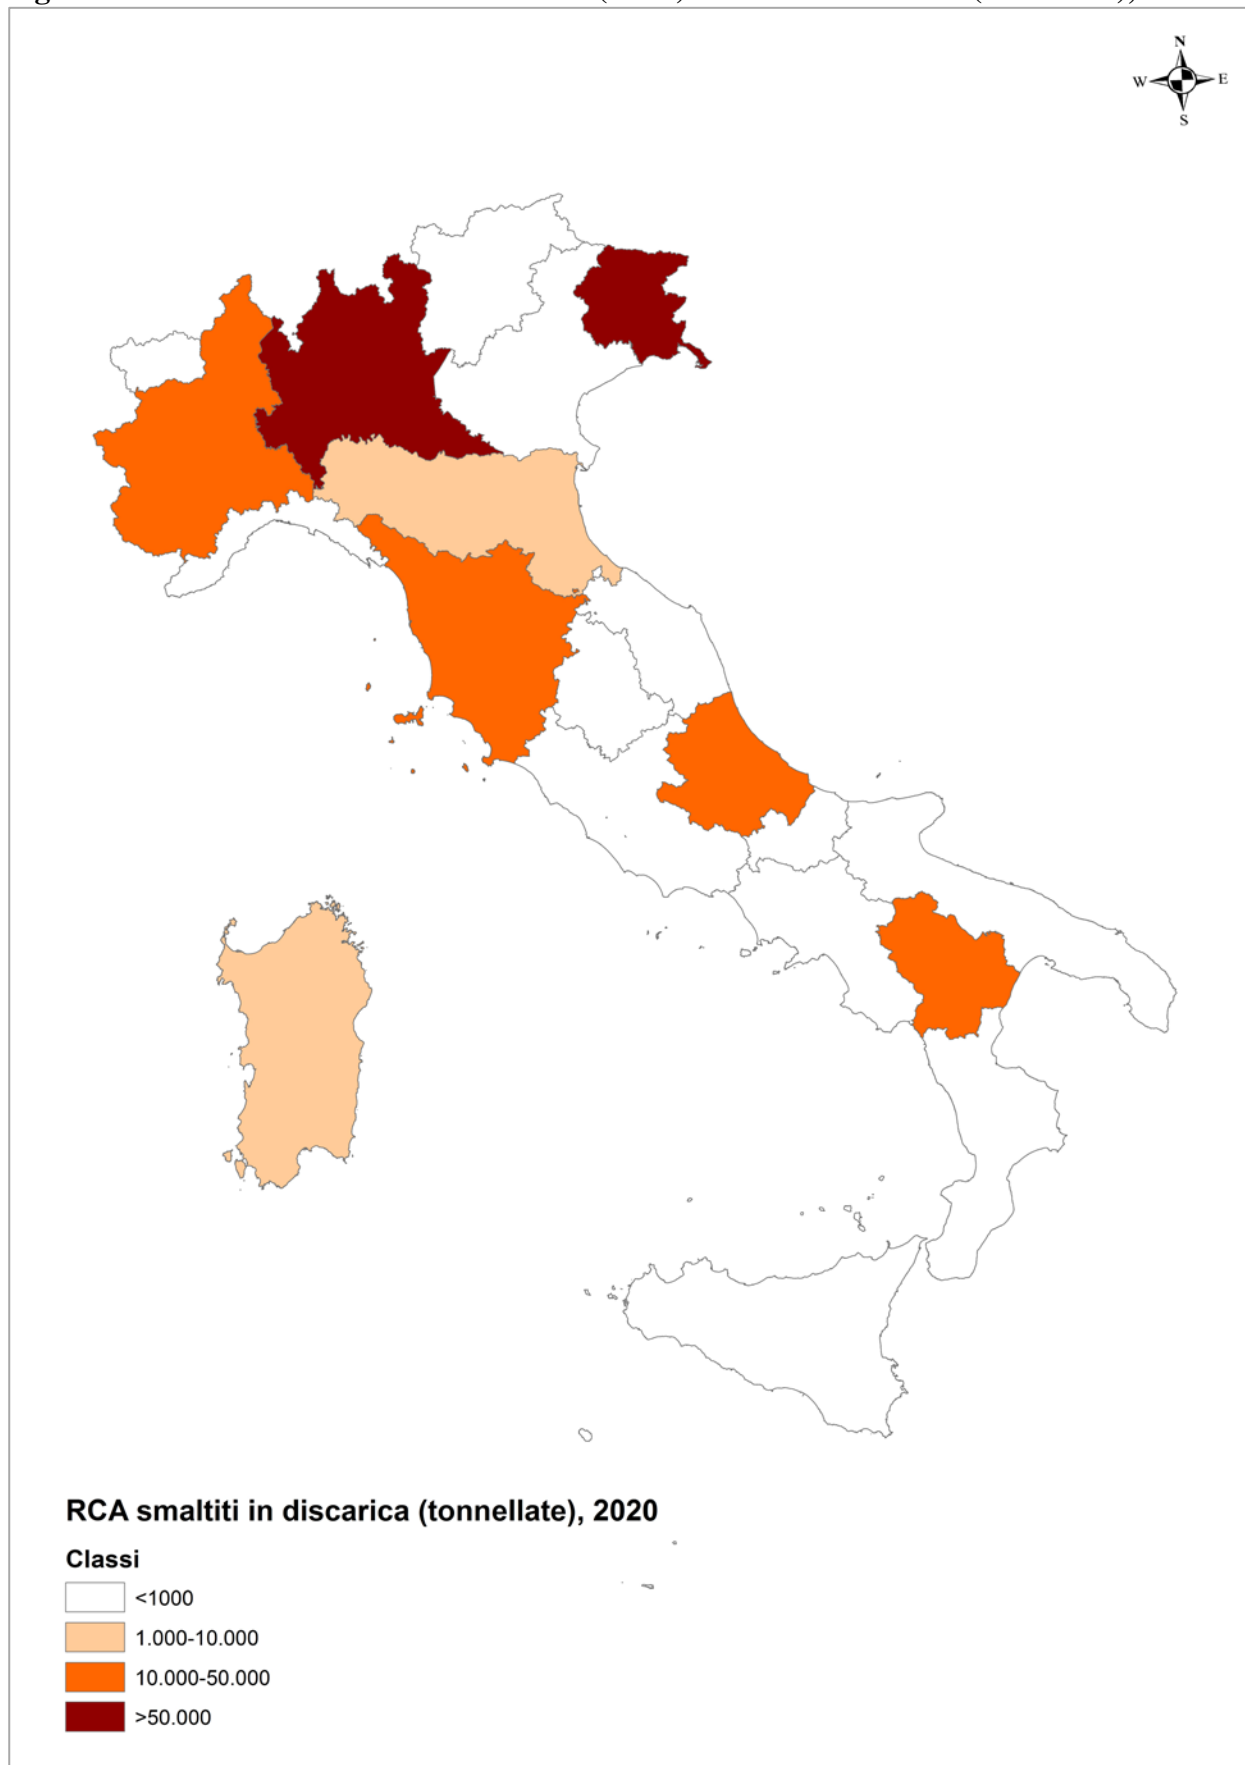 N
W E
S
RCA smaltiti in discarica (tonnellate), 2020
Classi
<1000
1.000-10.000
10.000-50.000
>50.000